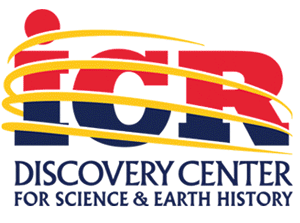 iCR
DISCOVERY CENTER
FOR SCIENCE & EARTH HISTORY